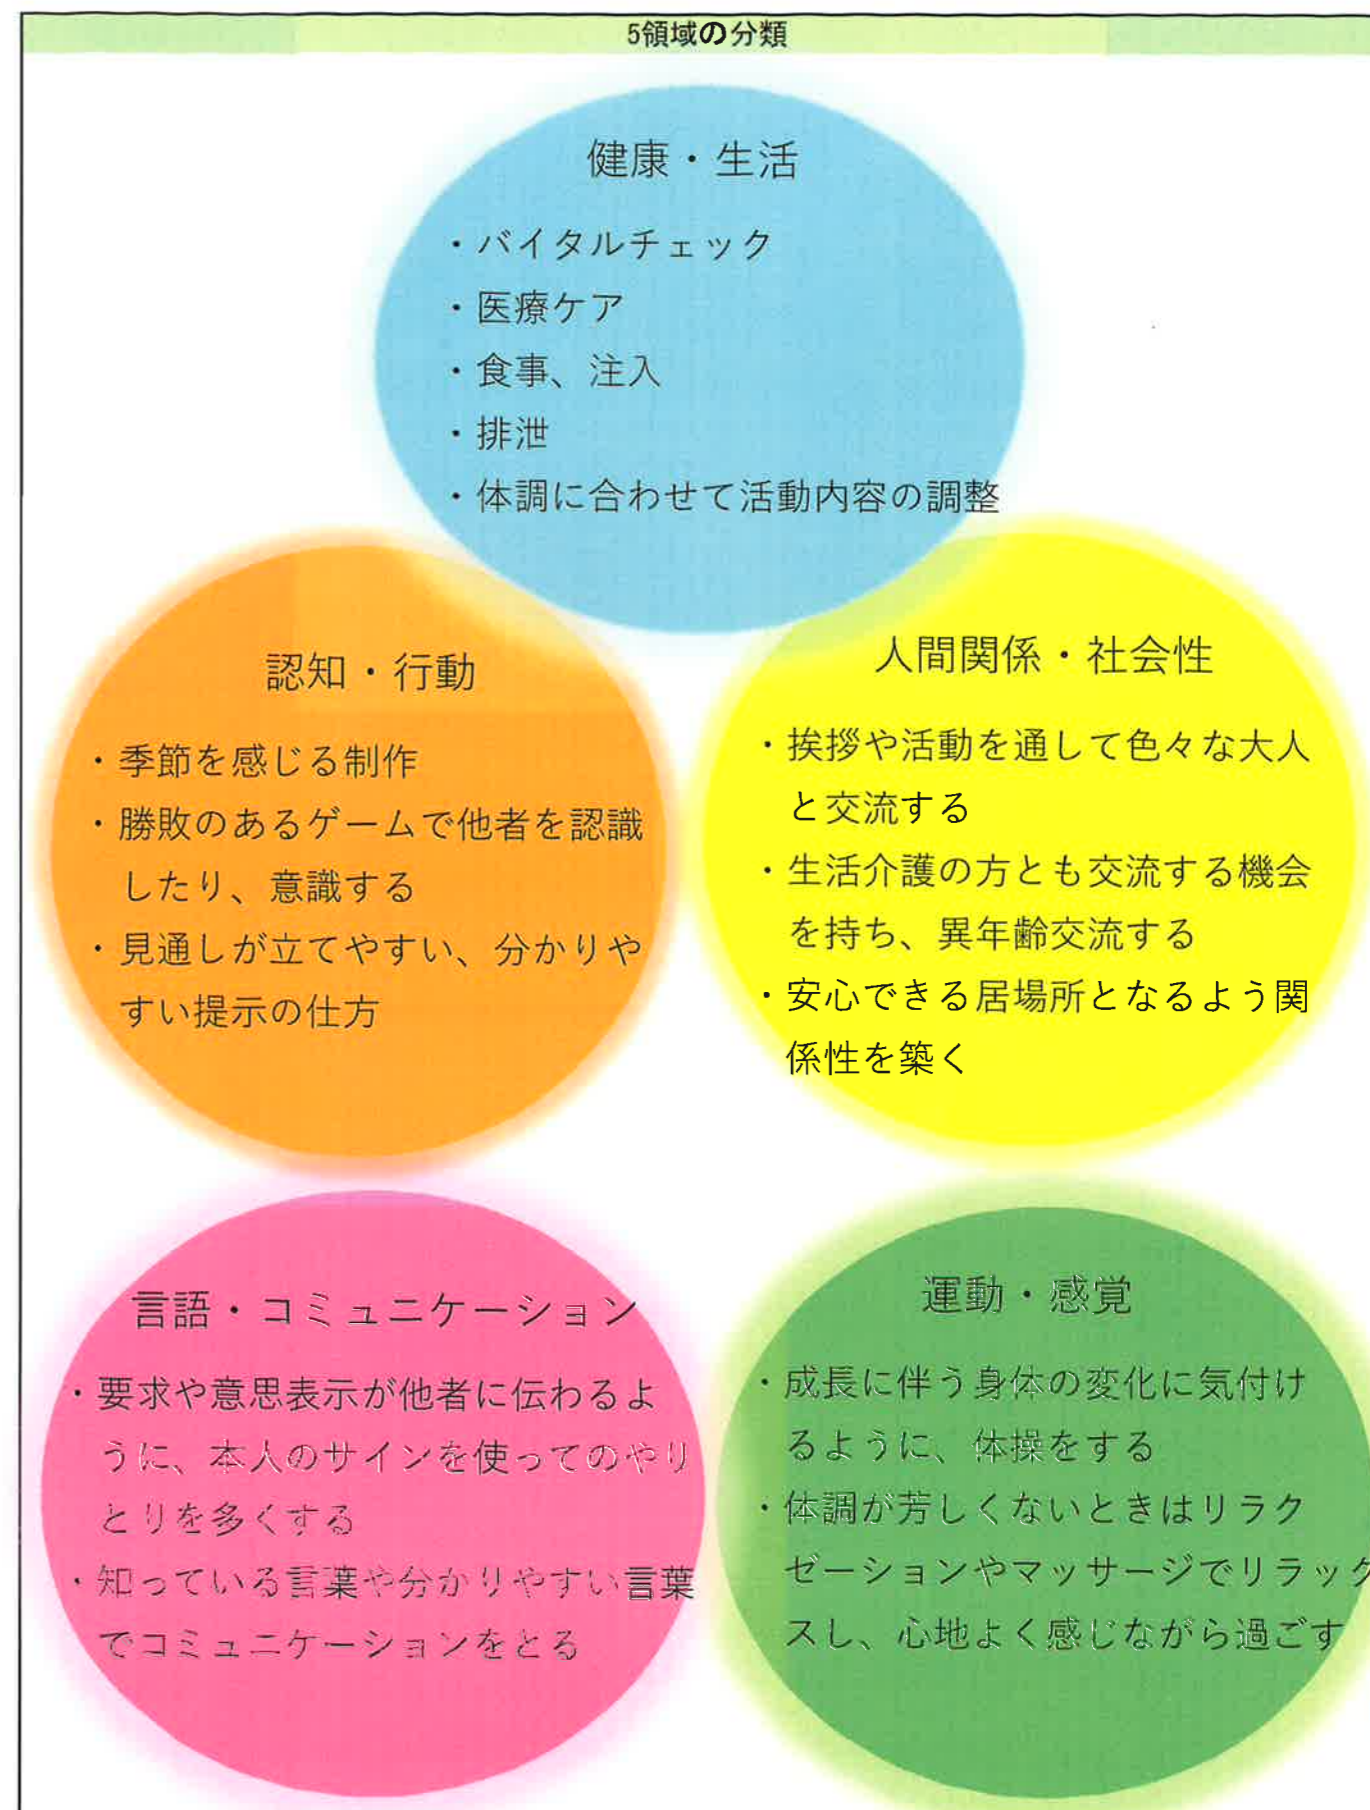 5領域の分類
健康・生活
・バイタルチェック
・医療ケア
・食事、注入
・排泄
・体調に合わせて活動内容の調整
認知・行動
・季節を感じる制作
・勝敗のあるゲームで他者を認識
したり、意識する
・見通しが立てやすい、分かりや
すい提示の仕方
人間関係・社会性
・挨拶や活動を通して色々な大人
と交流する
・生活介護の方とも交流する機会
を持ち、異年齢交流する
・安心できる居場所となるよう関
係性を築く
言語・コミュニケーション
・要求や意思表示が他者に伝わるよ
うに、本人のサインを使ってのやり
とりを多くする
・知っている言葉や分かりやすい言葉
でコミュニケーションをとる
運動・感覚
・成長に伴う身体の変化に気付け
るように、体操をする
・体調が芳しくないときはリラク
ゼーションやマッサージでリラック
スし、心地よく感じながら過ごす